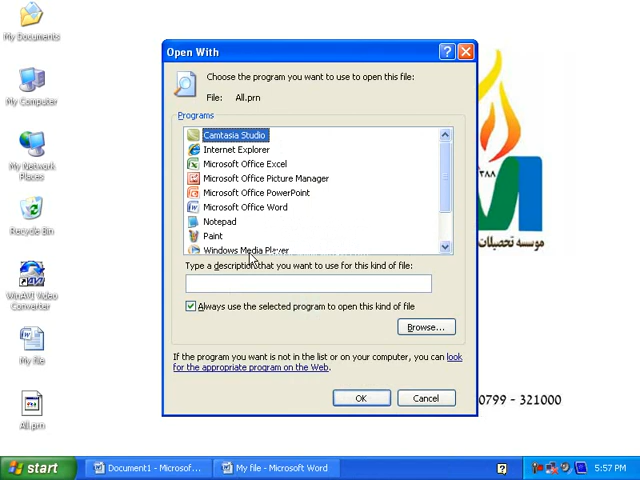 My Documents
My Computer
My Network
Places
Recycle Bin
WinAVI Video
Converter
My file
All.prn
Open With
Choose the program you want to use to open this file:
File: All.prn
Programs
Camtasia Studio
Internet Explorer
Microsoft Office Excel
Microsoft Office Picture Manager
Microsoft Office PowerPoint
Microsoft Office Word
Notepad
Paint
Windows Media Player
Type a description that you want to use for this kind of file:
Always use the selected program to open this kind of file
Browse...
If the program you want is not in the list or on your computer, you can look
for the appropriate program on the Web.
OK
Cancel
۱۳۸۸
موسسه تحصیلات
0799 - 321000
start
Document1 - Microsof...
My file - Microsoft Word
5:57 PM